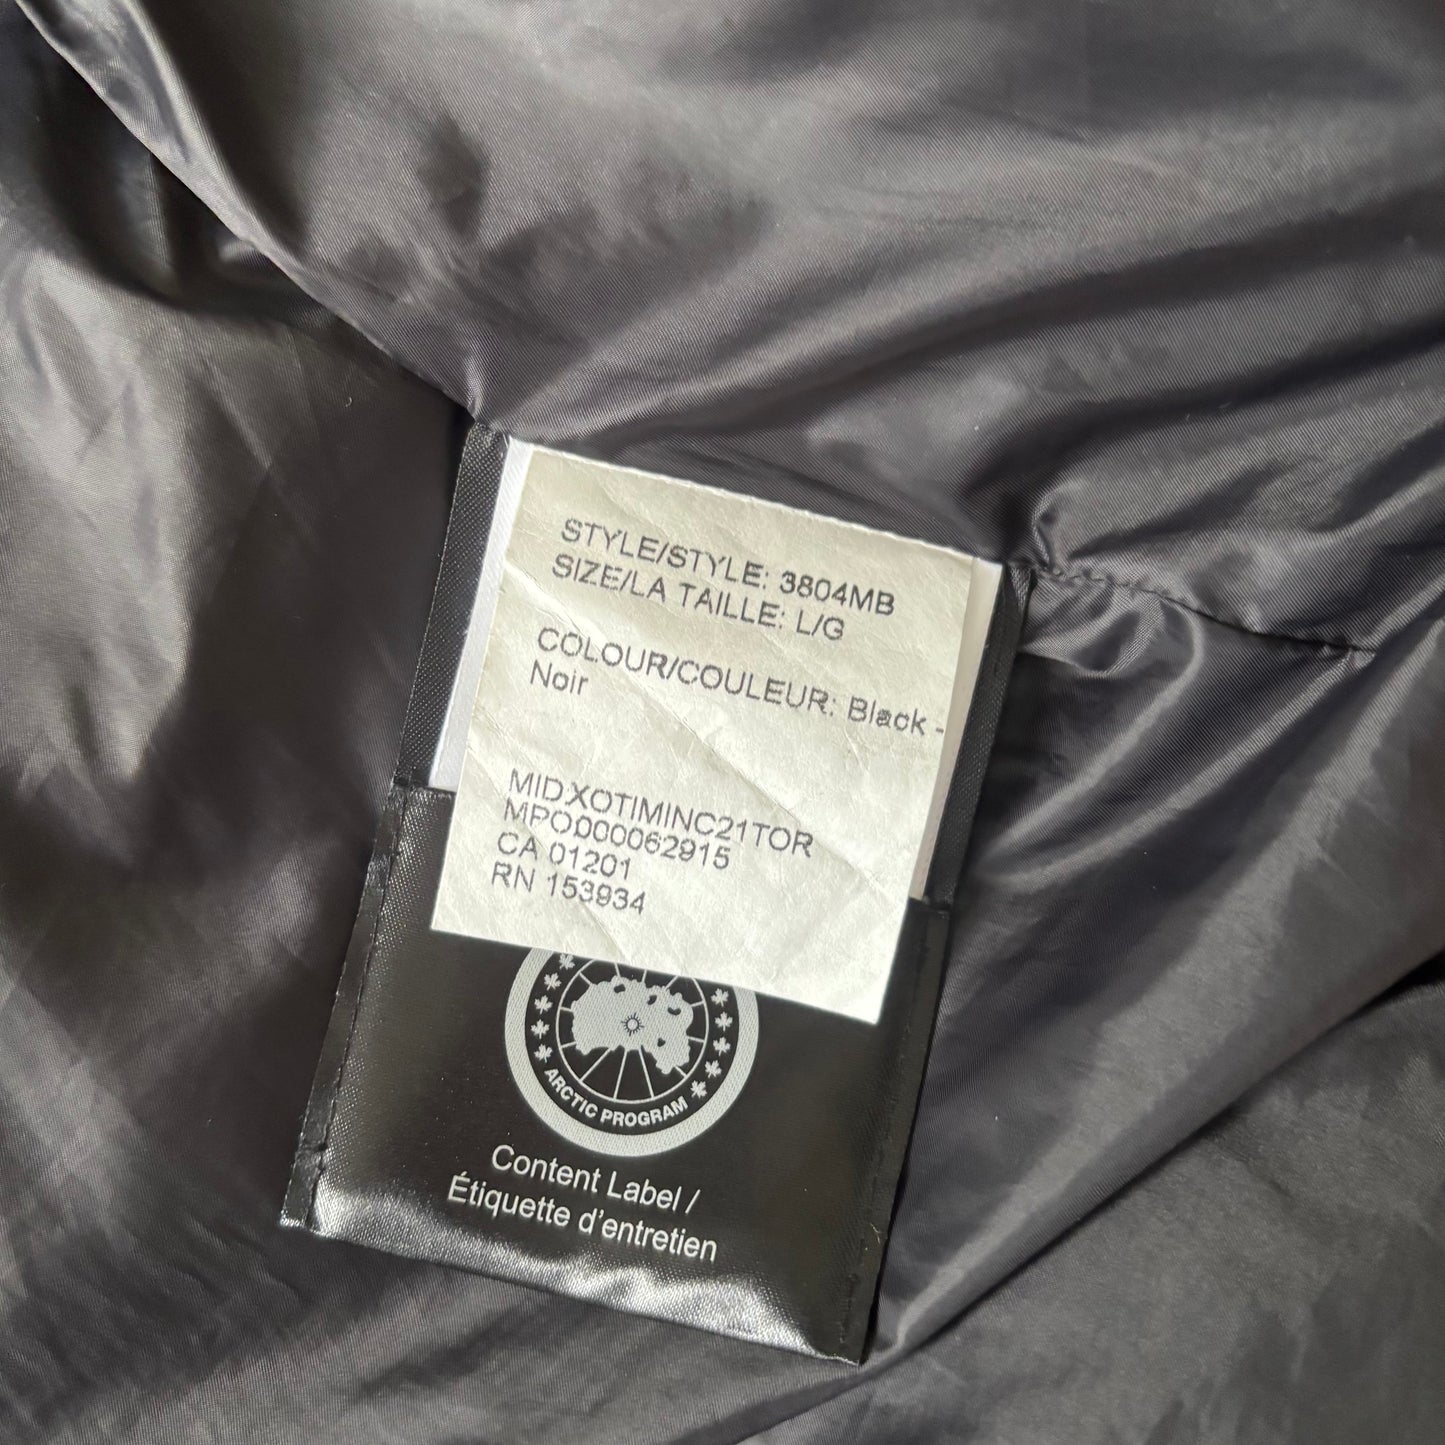 STYLE/STYLE: 3804MB
SIZE/LA TAILLE: L/G
COLOUR/COULEUR: Black -
Noir
MIDXOTIMINC21TOR
MPO000062915
CA 01201
RN 153934
ARCTIC PROGRAM
Content Label /
Étiquette d'entretien